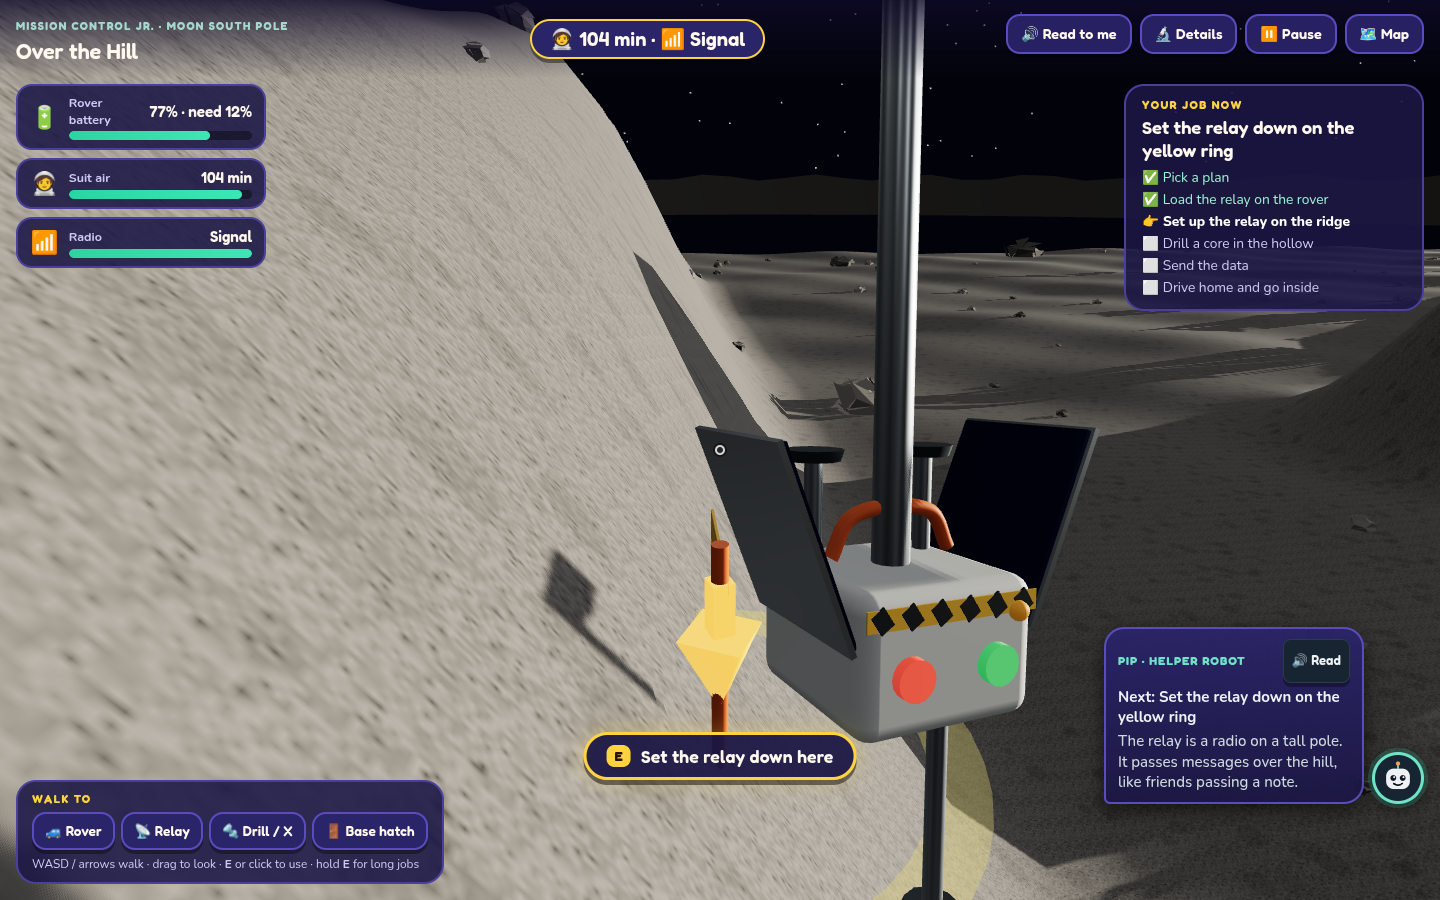 MISSION CONTROL JR. · MOON SOUTH POLE
Over the Hill
104 min · Signal
Read to me
Details
Pause
Map
Rover battery
77% · need 12%
Suit air
104 min
Radio
Signal
YOUR JOB NOW
Set the relay down on the
yellow ring
Pick a plan
Load the relay on the rover
Set up the relay on the ridge
Drill a core in the hollow
Send the data
Drive home and go inside
PIP · HELPER ROBOT
Read
Next: Set the relay down on the
yellow ring
The relay is a radio on a tall pole.
It passes messages over the hill,
like friends passing a note.
E Set the relay down here
WALK TO
Rover
Relay
Drill / X
Base hatch
WASD / arrows walk · drag to look · E or click to use · hold E for long jobs